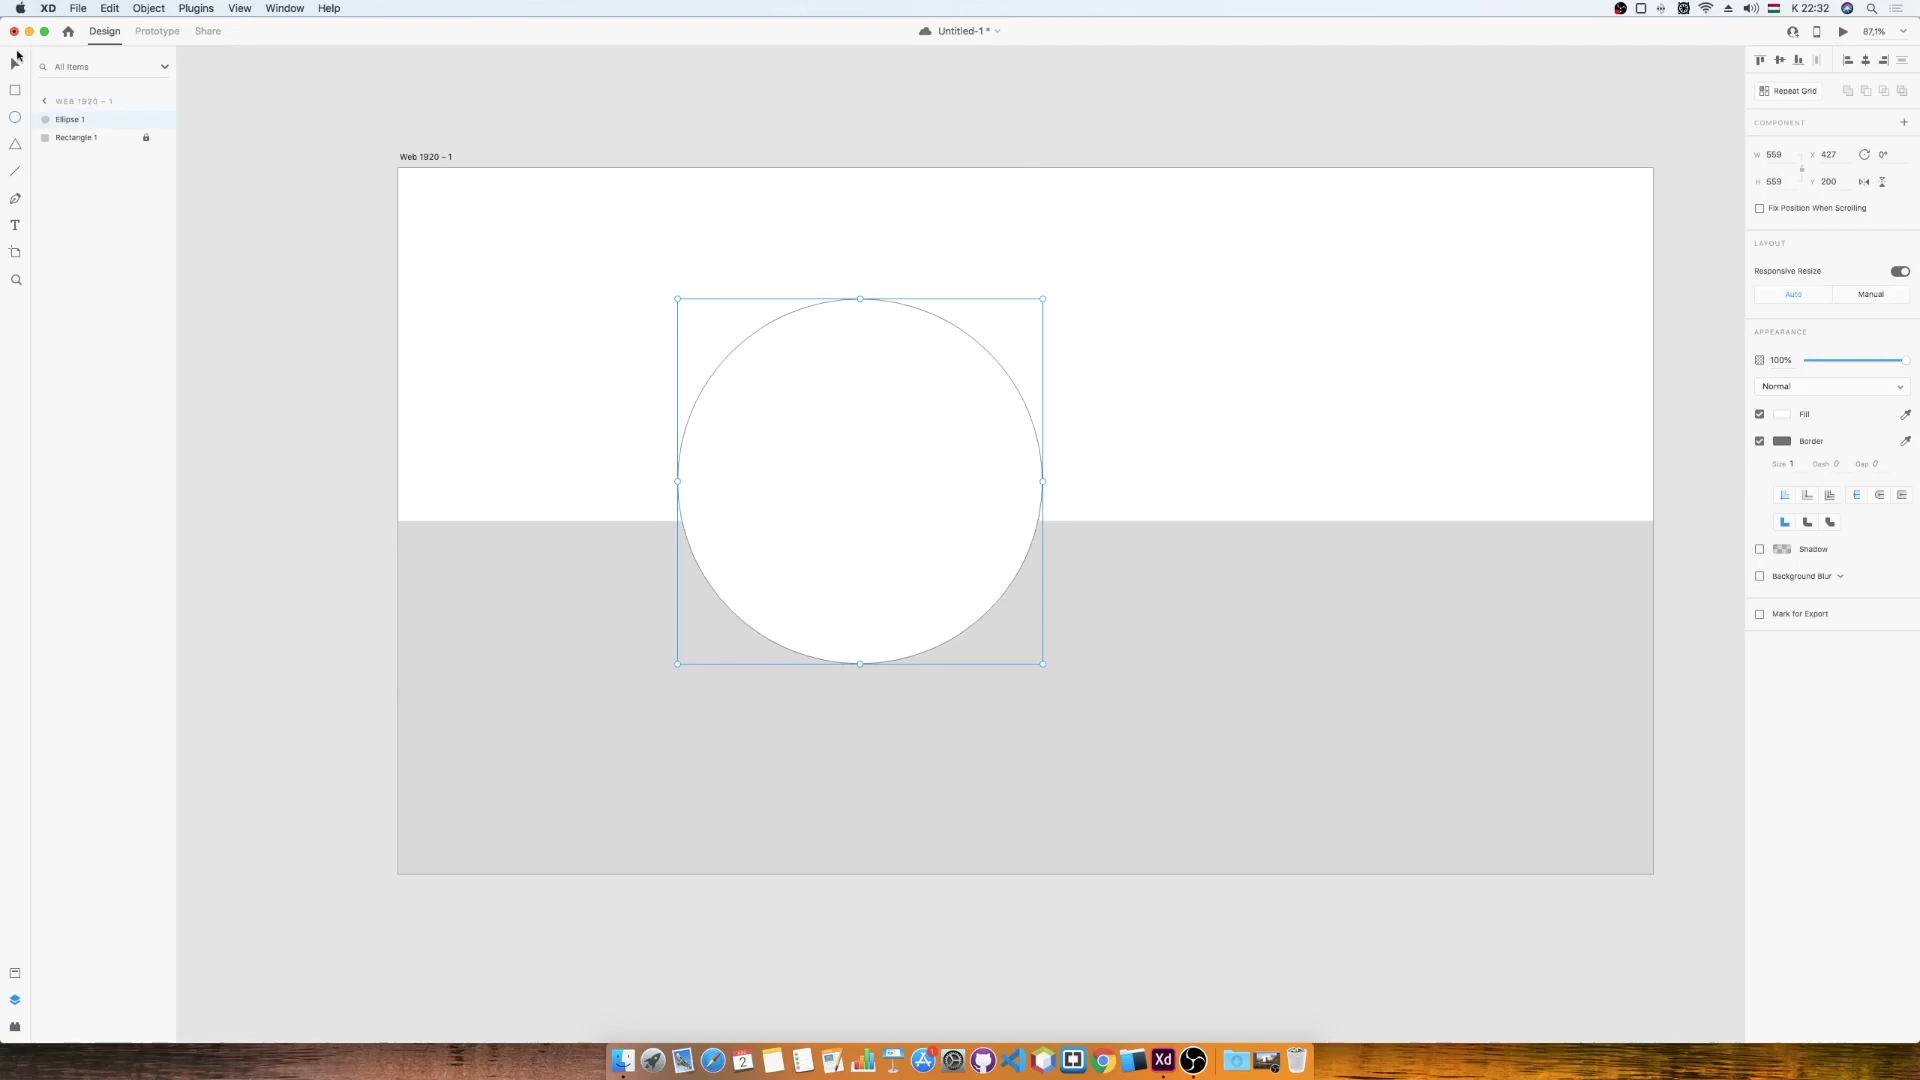 XD File Edit Object Plugins View Window Help
K 22:32
Design Prototype Share
Untitled-1 *
87,1%
All Items
WEB 1920 – 1
Ellipse 1
Rectangle 1
Web 1920 – 1
Repeat Grid
COMPONENT
W 559 X 427 0°
H 559 Y 200
Fix Position When Scrolling
LAYOUT
Responsive Resize
Auto Manual
APPEARANCE
100%
Normal
Fill
Border
Size 1 Dash 0 Gap 0
Shadow
Background Blur
Mark for Export
2
Xd